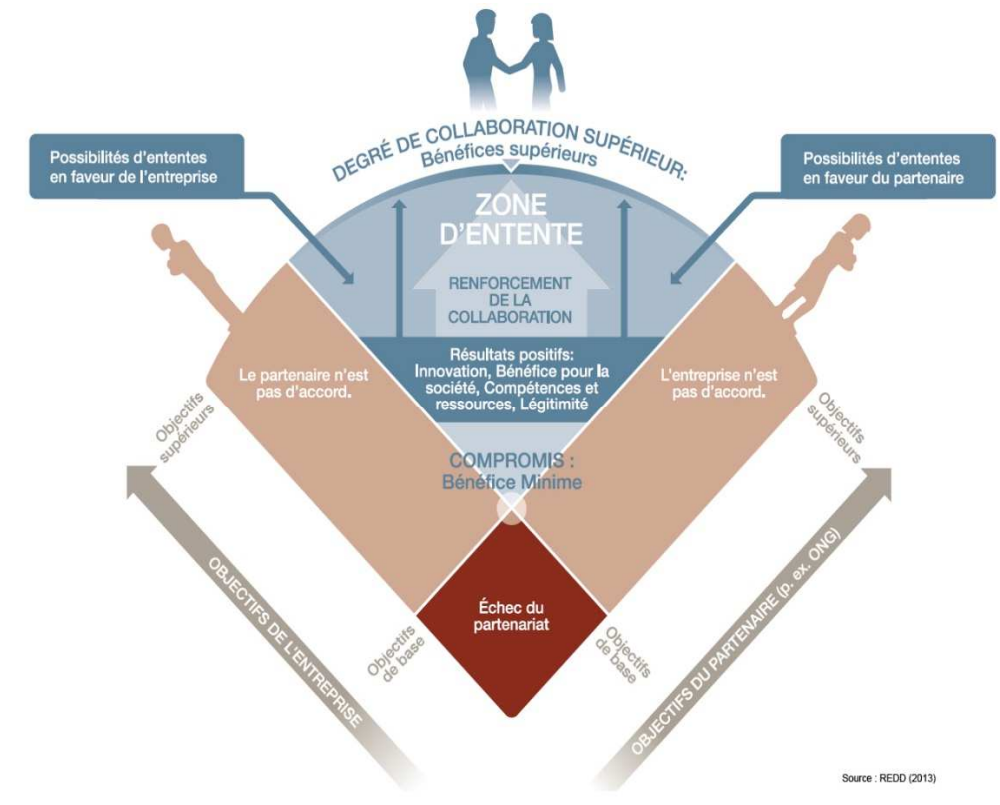 DEGRÉ DE COLLABORATION SUPÉRIEUR:
Bénéfices supérieurs
Possibilités d'ententes
en faveur de l'entreprise
Possibilités d'ententes
en faveur du partenaire
ZONE
D'ENTENTE
RENFORCEMENT
DE LA
COLLABORATION
Résultats positifs:
Innovation, Bénéfice pour la
société, Compétences et
ressources, Légitimité
Le partenaire n'est
pas d'accord.
L'entreprise n'est
pas d'accord.
Objectifs
supérieurs
Objectifs
supérieurs
COMPROMIS :
Bénéfice Minime
Échec du
partenariat
Objectifs
de base
Objectifs
de base
OBJECTIFS DE L'ENTREPRISE
OBJECTIFS DU PARTENAIRE (p. ex. ONG)
Source : REDD (2013)